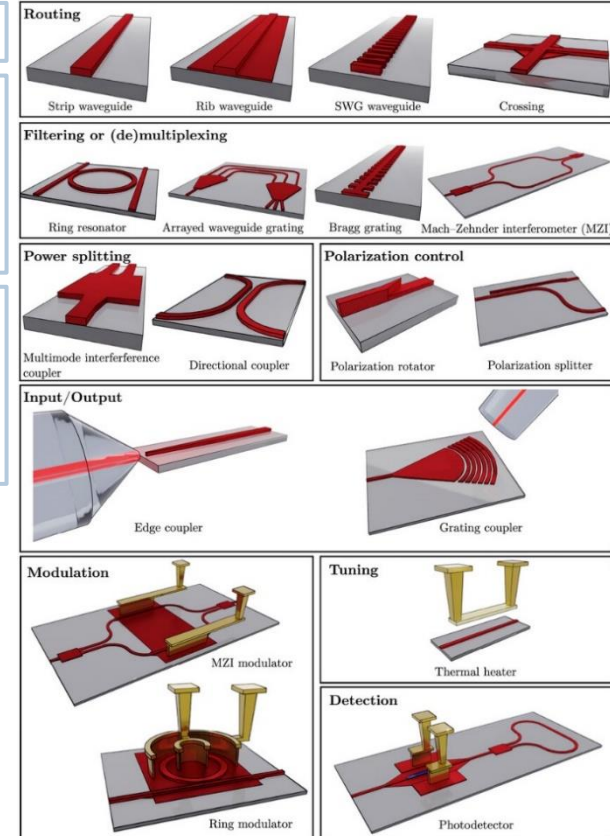 Routing
Strip waveguide
Rib waveguide
SWG waveguide
Crossing
Filtering or (de)multiplexing
Ring resonator
Arrayed waveguide grating
Bragg grating
Mach–Zehnder interferometer (MZI)
Power splitting
Multimode interferference
coupler
Directional coupler
Polarization control
Polarization rotator
Polarization splitter
Input/Output
Edge coupler
Grating coupler
Modulation
MZI modulator
Ring modulator
Tuning
Thermal heater
Detection
Photodetector